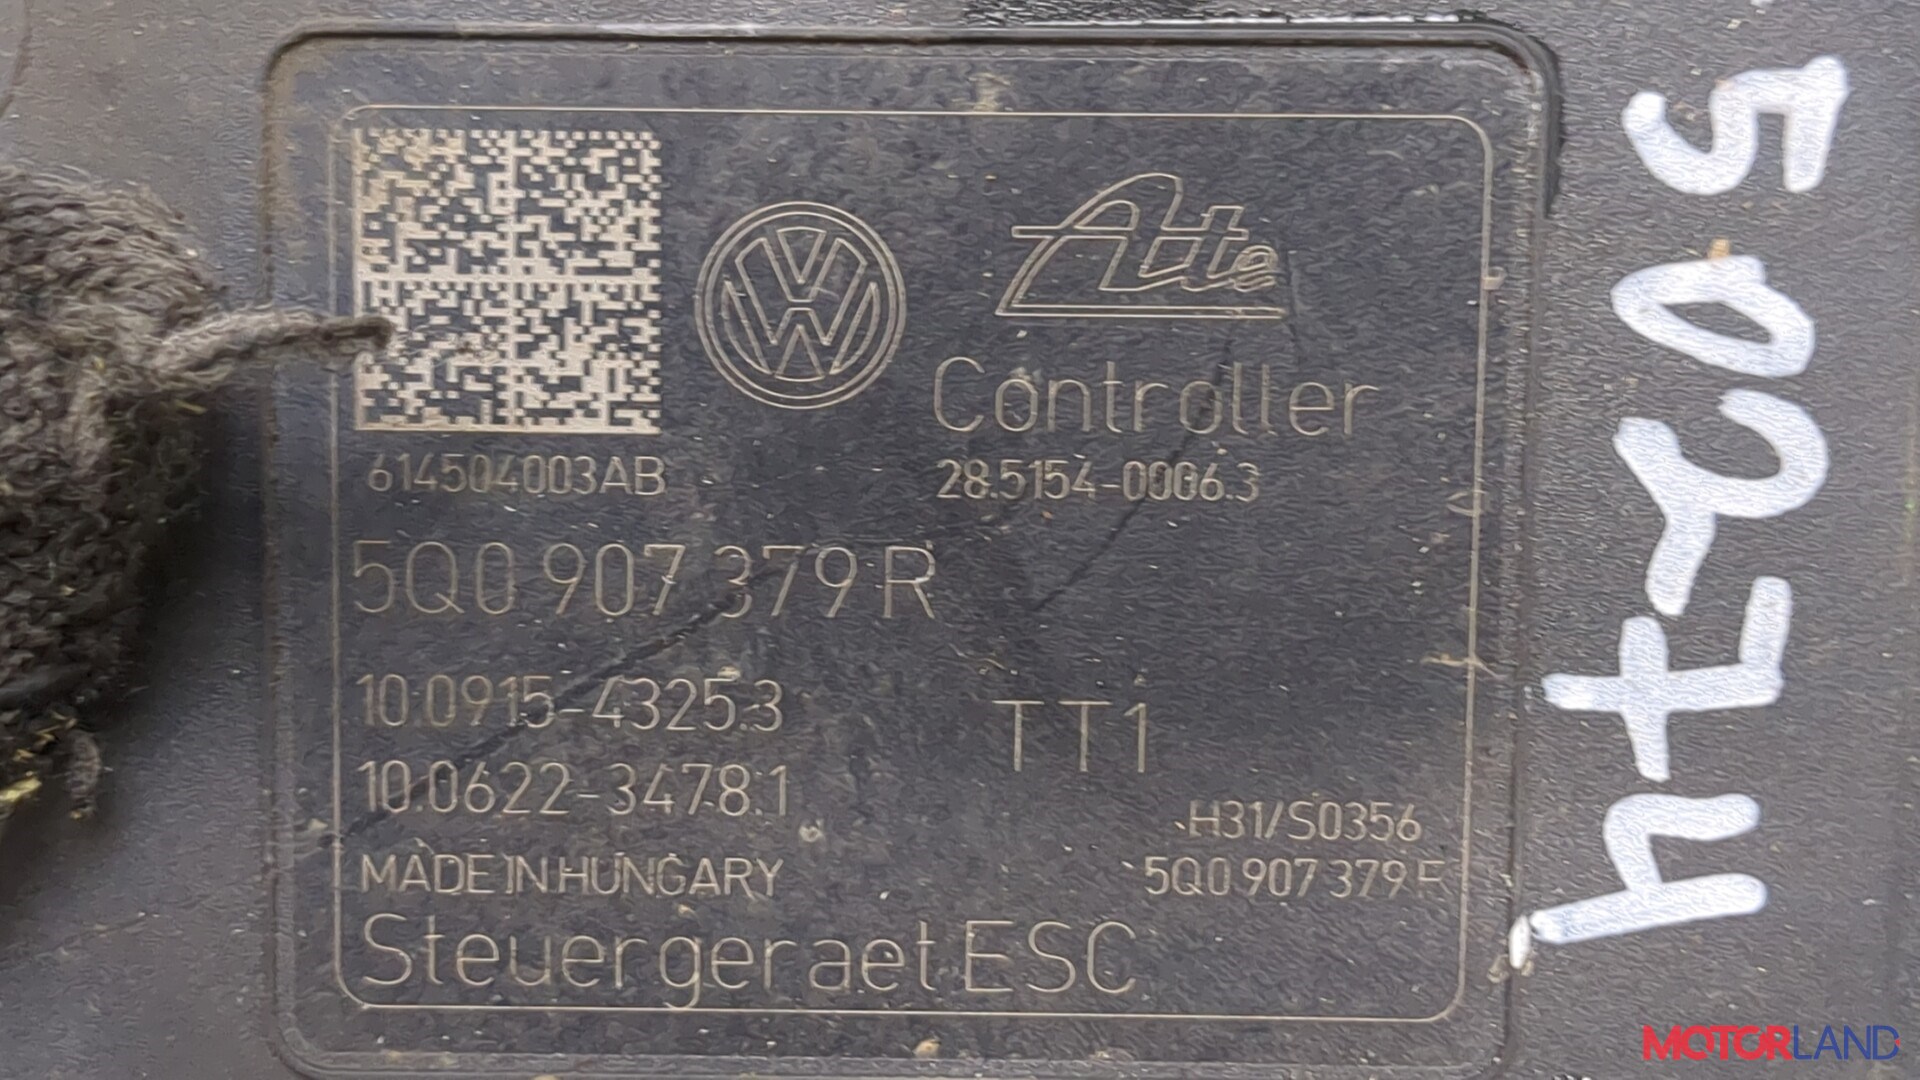 Ate
Controller
614504003AB
28.5154-0006.3
5Q0 907 379 R
10.0915-4325.3
TT1
10.0622-3478.1
H31/S0356
MADE IN HUNGARY
5Q0 907 379 F
Steuergeraet ESC
MOTORLAND